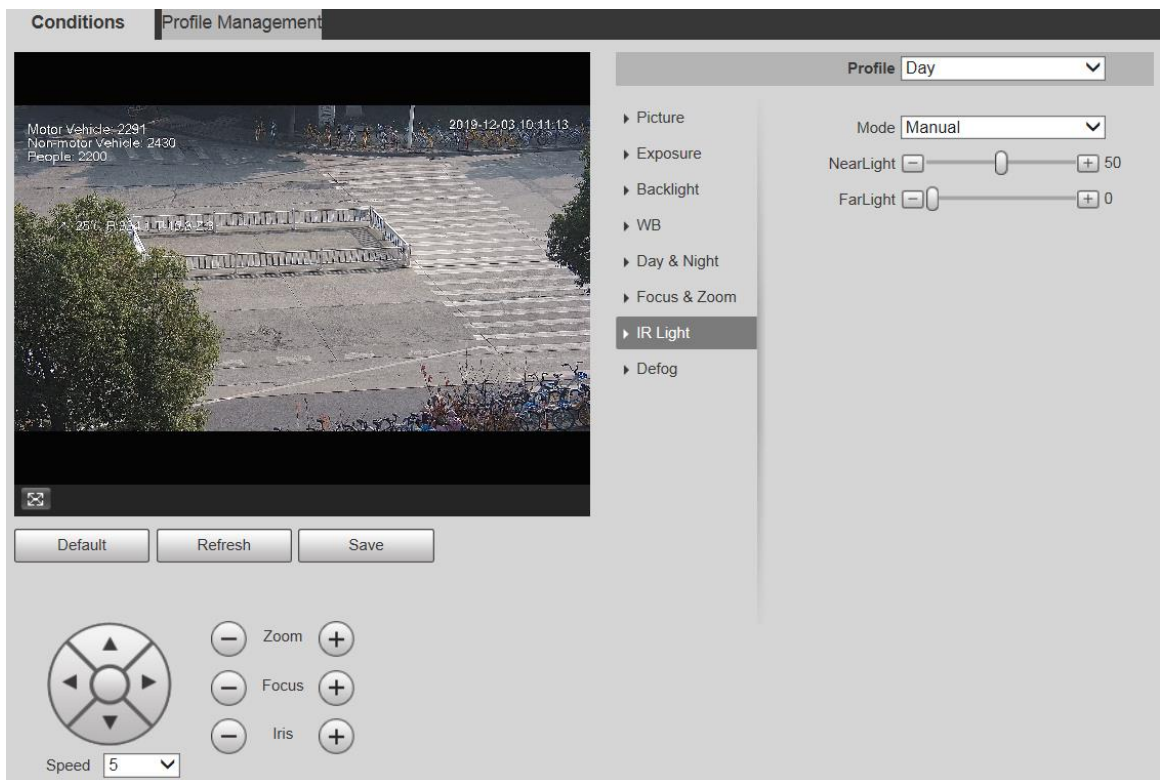 Conditions
Profile Management
Motor Vehicle: 2291
Non-motor Vehicle: 2430
People: 2200
2019-12-03 10:11:13
25℃
Default
Refresh
Save
Zoom
Focus
Iris
Speed 5
Profile Day
Picture
Exposure
Backlight
WB
Day & Night
Focus & Zoom
IR Light
Defog
Mode Manual
NearLight 50
FarLight 0